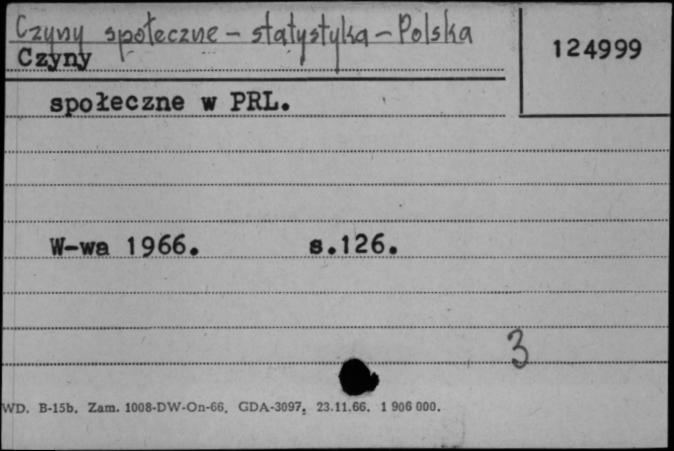 Czyny społeczne – statystyka – Polska
124999
Czyny
społeczne w PRL.
W-wa 1966. s.126.
3
WD. B-15b. Zam. 1008-DW-On-66. GDA-3097. 23.11.66. 1 906 000.